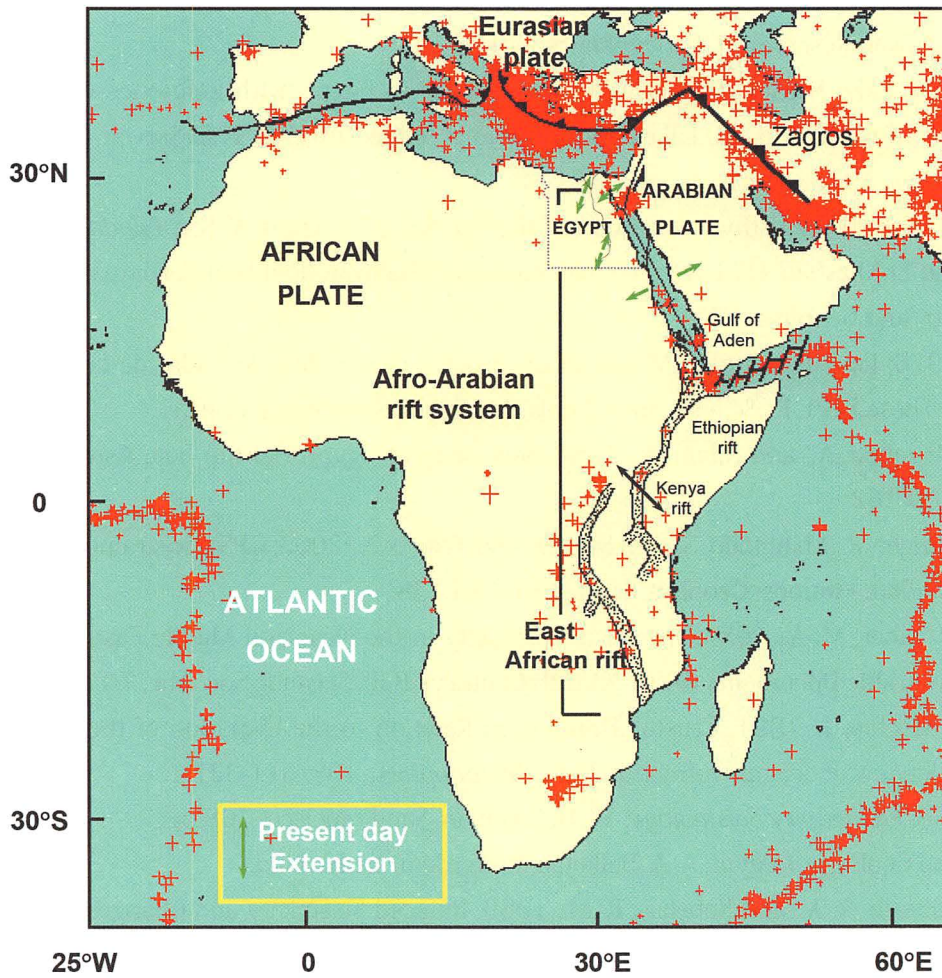 Eurasian
plate
Zagros
30°N
ARABIAN
PLATE
EGYPT
AFRICAN
PLATE
Gulf of
Aden
Afro-Arabian
rift system
Ethiopian
rift
Kenya
rift
0
ATLANTIC
OCEAN
East
African rift
30°S
Present day
Extension
25°W
0
30°E
60°E